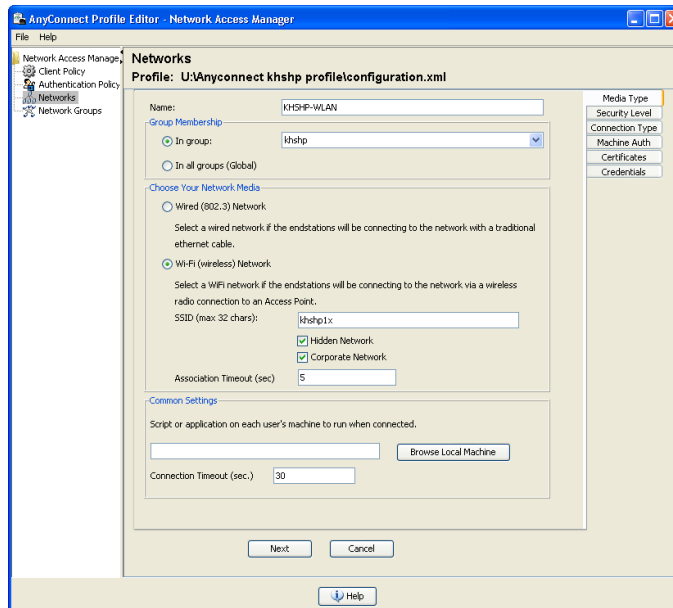 AnyConnect Profile Editor - Network Access Manager
File Help
Network Access Manage
Client Policy
Authentication Policy
Networks
Network Groups
Networks
Profile: U:\Anyconnect khshp profile\configuration.xml
Media Type
Security Level
Connection Type
Machine Auth
Certificates
Credentials
Name: KHSHP-WLAN
Group Membership
In group: khshp
In all groups (Global)
Choose Your Network Media
Wired (802.3) Network
Select a wired network if the endstations will be connecting to the network with a traditional
ethernet cable.
Wi-Fi (wireless) Network
Select a WiFi network if the endstations will be connecting to the network via a wireless
radio connection to an Access Point.
SSID (max 32 chars): khshp1x
Hidden Network
Corporate Network
Association Timeout (sec) 5
Common Settings
Script or application on each user's machine to run when connected.
Browse Local Machine
Connection Timeout (sec.) 30
Next Cancel
Help